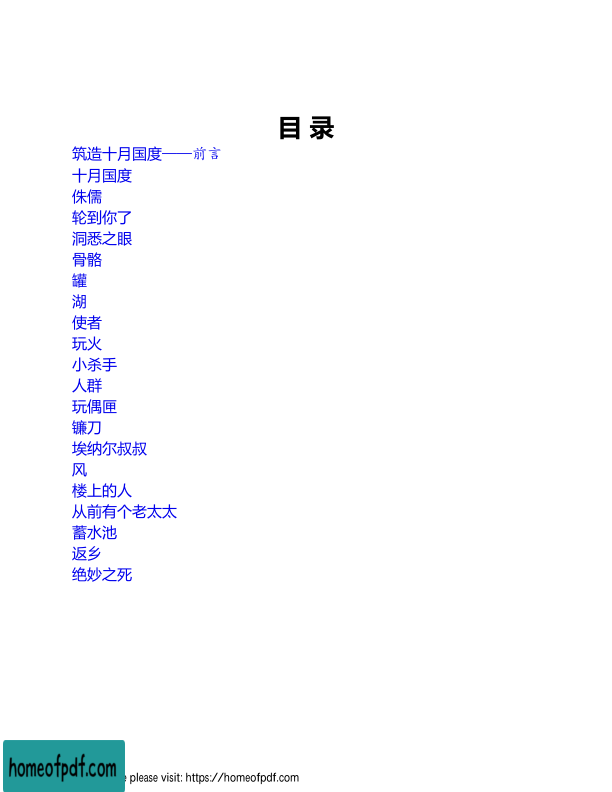 目录
筑造十月国度——前言
十月国度
侏儒
轮到你了
洞悉之眼
骨骼
罐
湖
使者
玩火
小杀手
人群
玩偶匣
镰刀
埃纳尔叔叔
风
楼上的人
从前有个老太太
蓄水池
返乡
绝妙之死
homeofpdf.com
please visit: https://homeofpdf.com